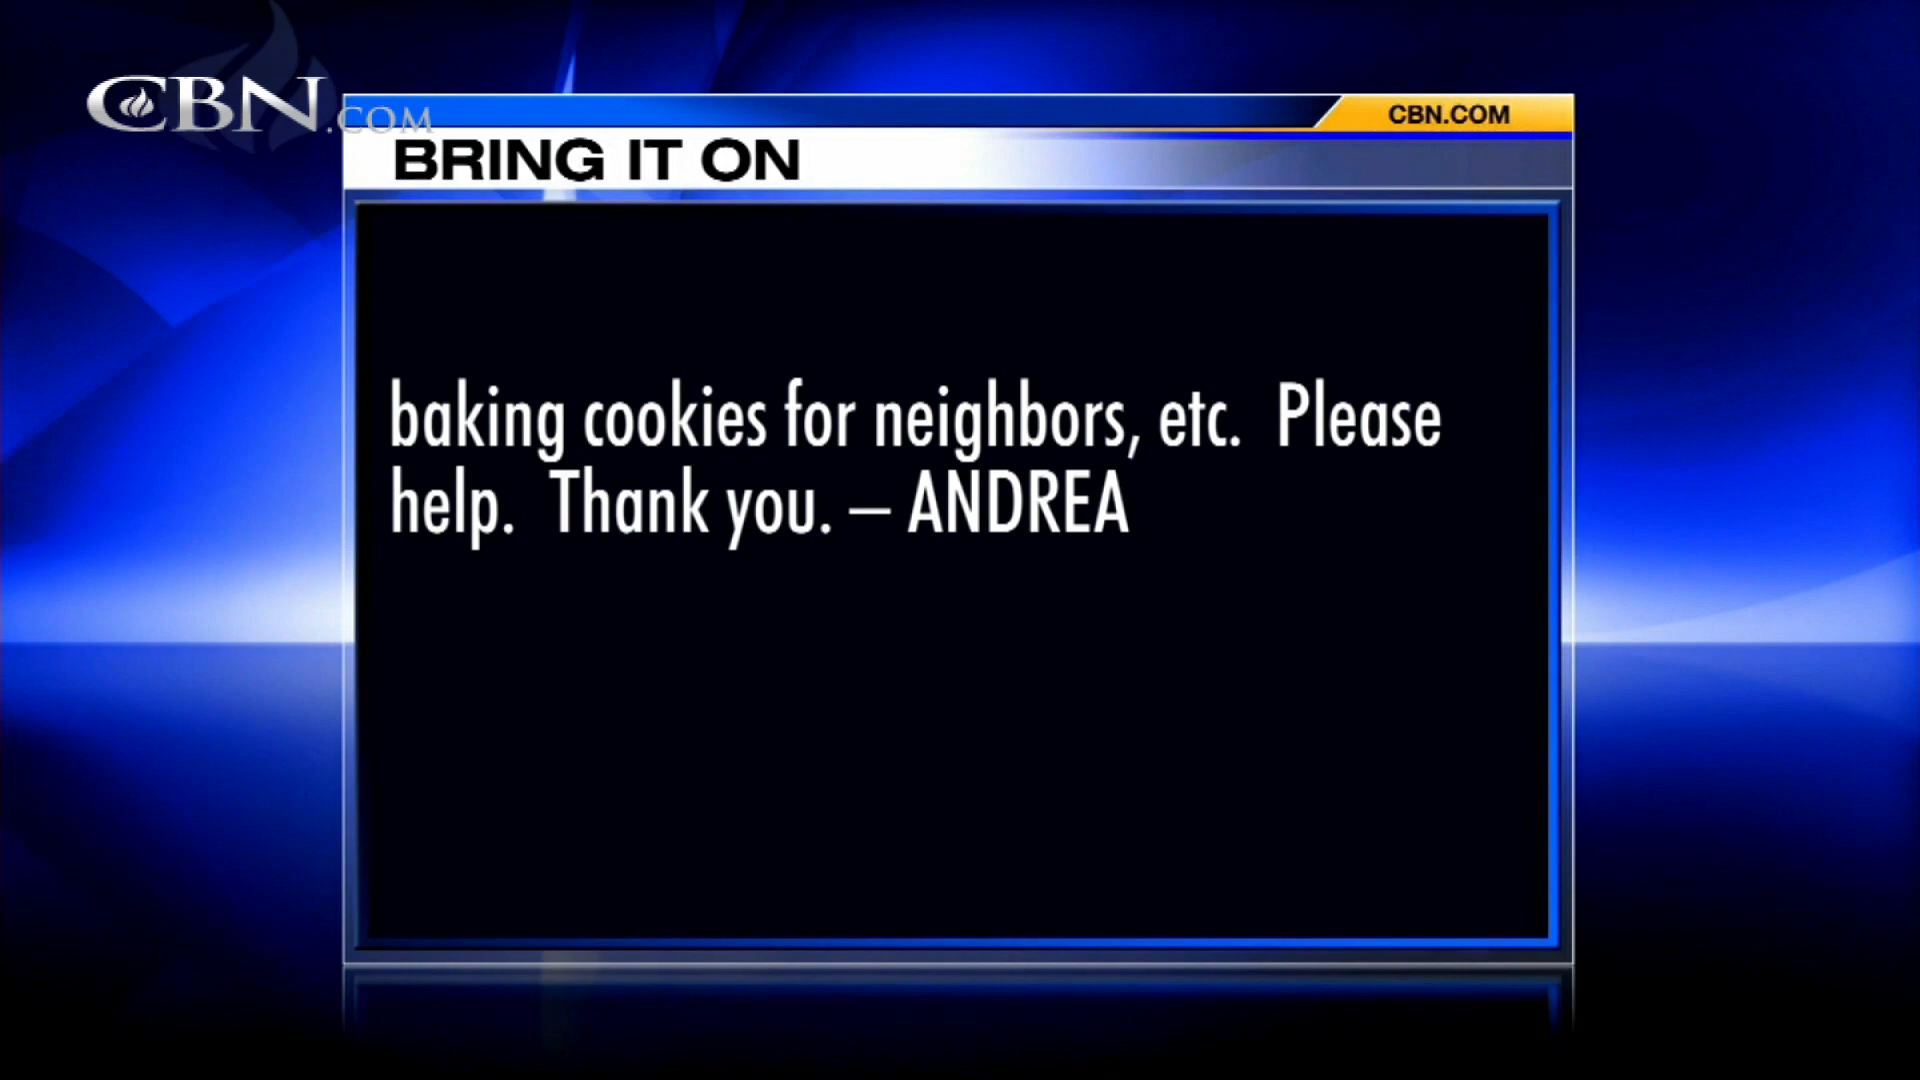 CBN.COM
CBN.COM
BRING IT ON
baking cookies for neighbors, etc.  Please
help.  Thank you. – ANDREA